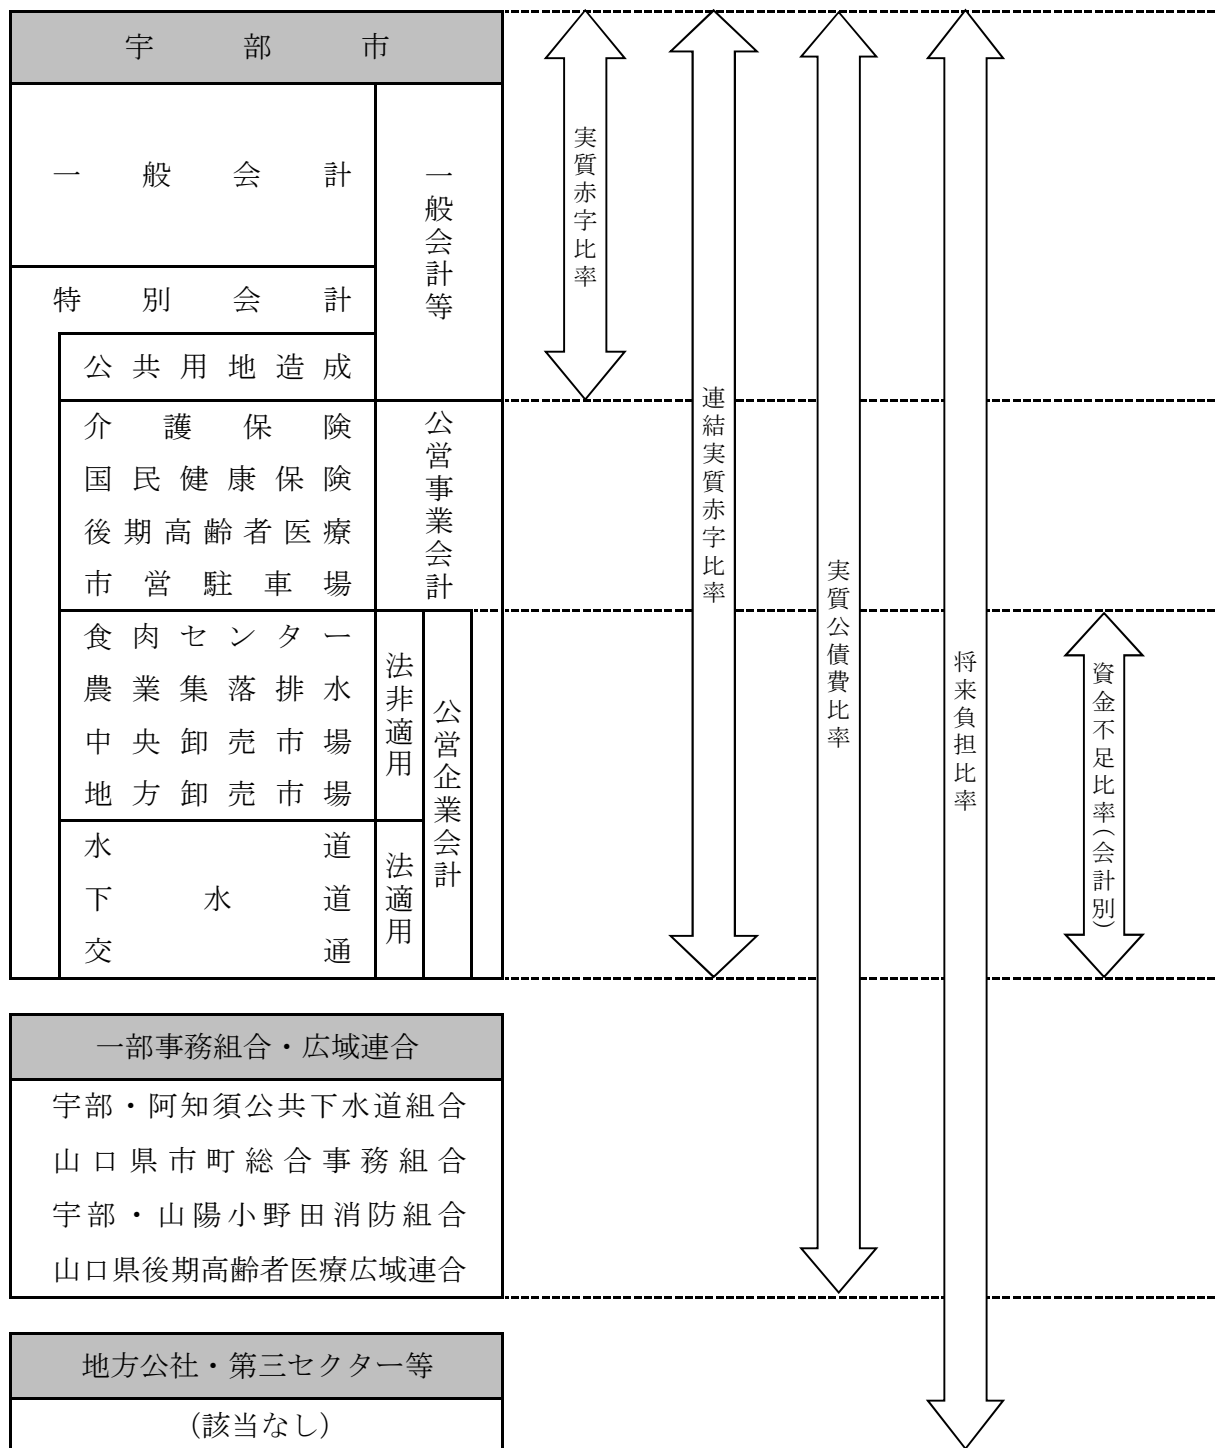 宇部市
一般会計
一般会計等
特別会計
公共用地造成
介護保険
国民健康保険
後期高齢者医療
市営駐車場
公営事業会計
食肉センター
農業集落排水
中央卸売市場
地方卸売市場
法非適用
公営企業会計
水道
下水道
交通
法適用
実質赤字比率
連結実質赤字比率
実質公債費比率
将来負担比率
資金不足比率(会計別)
一部事務組合・広域連合
宇部・阿知須公共下水道組合
山口県市町総合事務組合
宇部・山陽小野田消防組合
山口県後期高齢者医療広域連合
地方公社・第三セクター等
(該当なし)